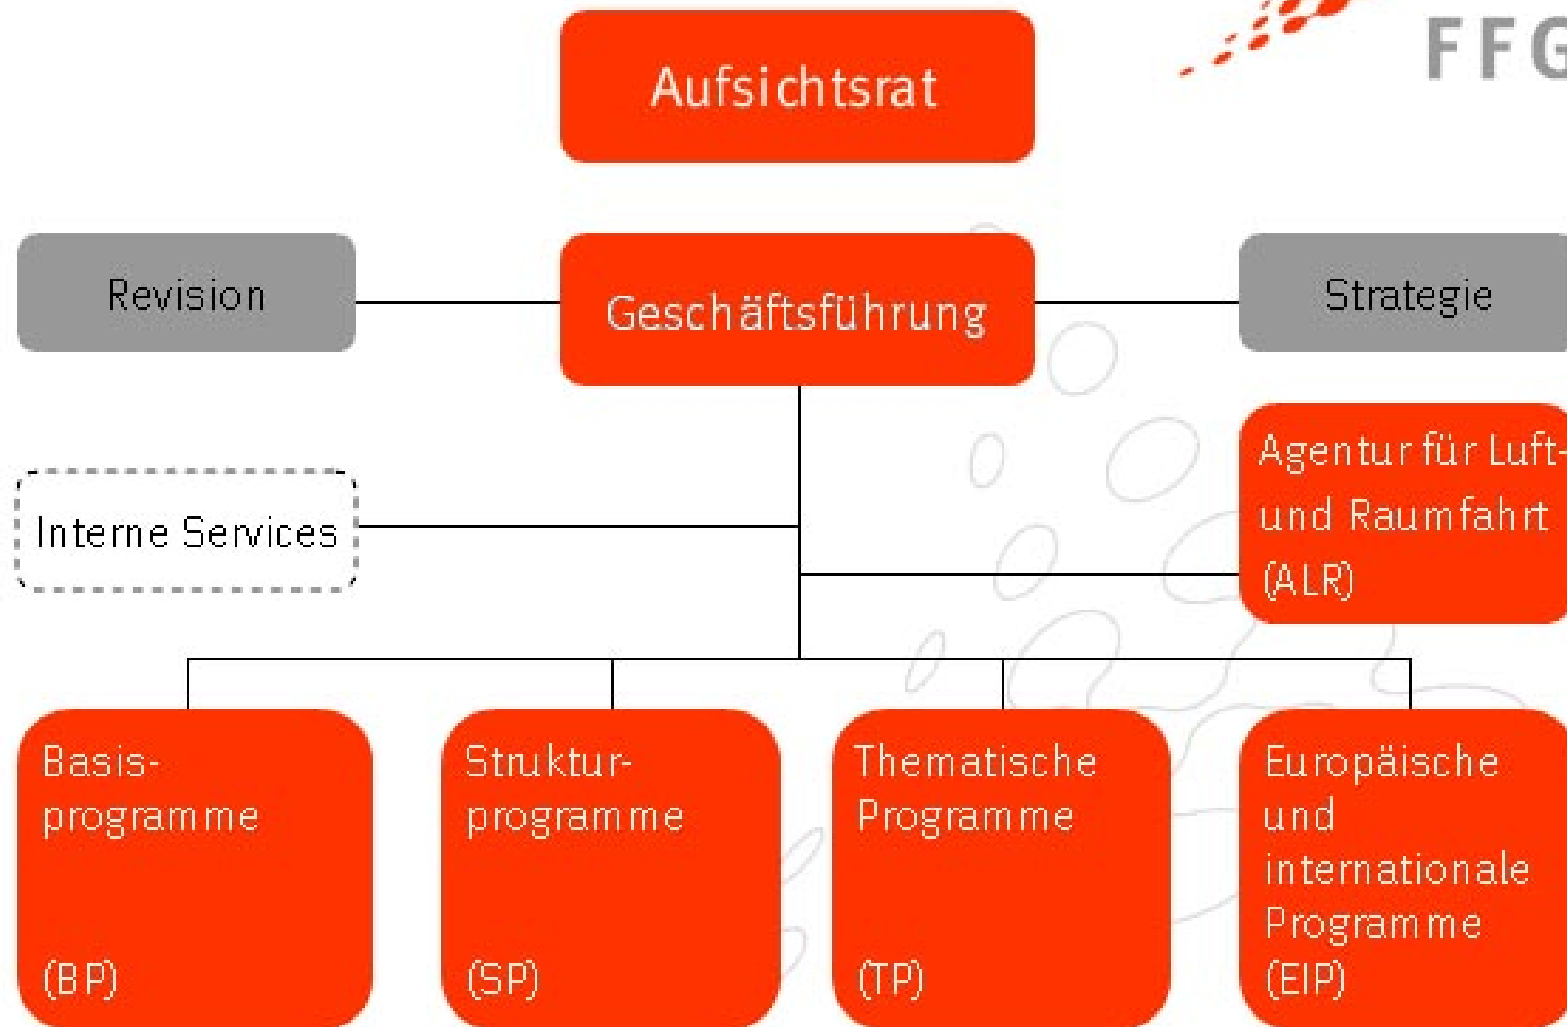 FFG
Aufsichtsrat
Revision
Geschäftsführung
Strategie
Agentur für Luft-
und Raumfahrt
(ALR)
Interne Services
Basis-
programme
(BP)
Struktur-
programme
(SP)
Thematische
Programme
(TP)
Europäische
und
internationale
Programme
(EIP)